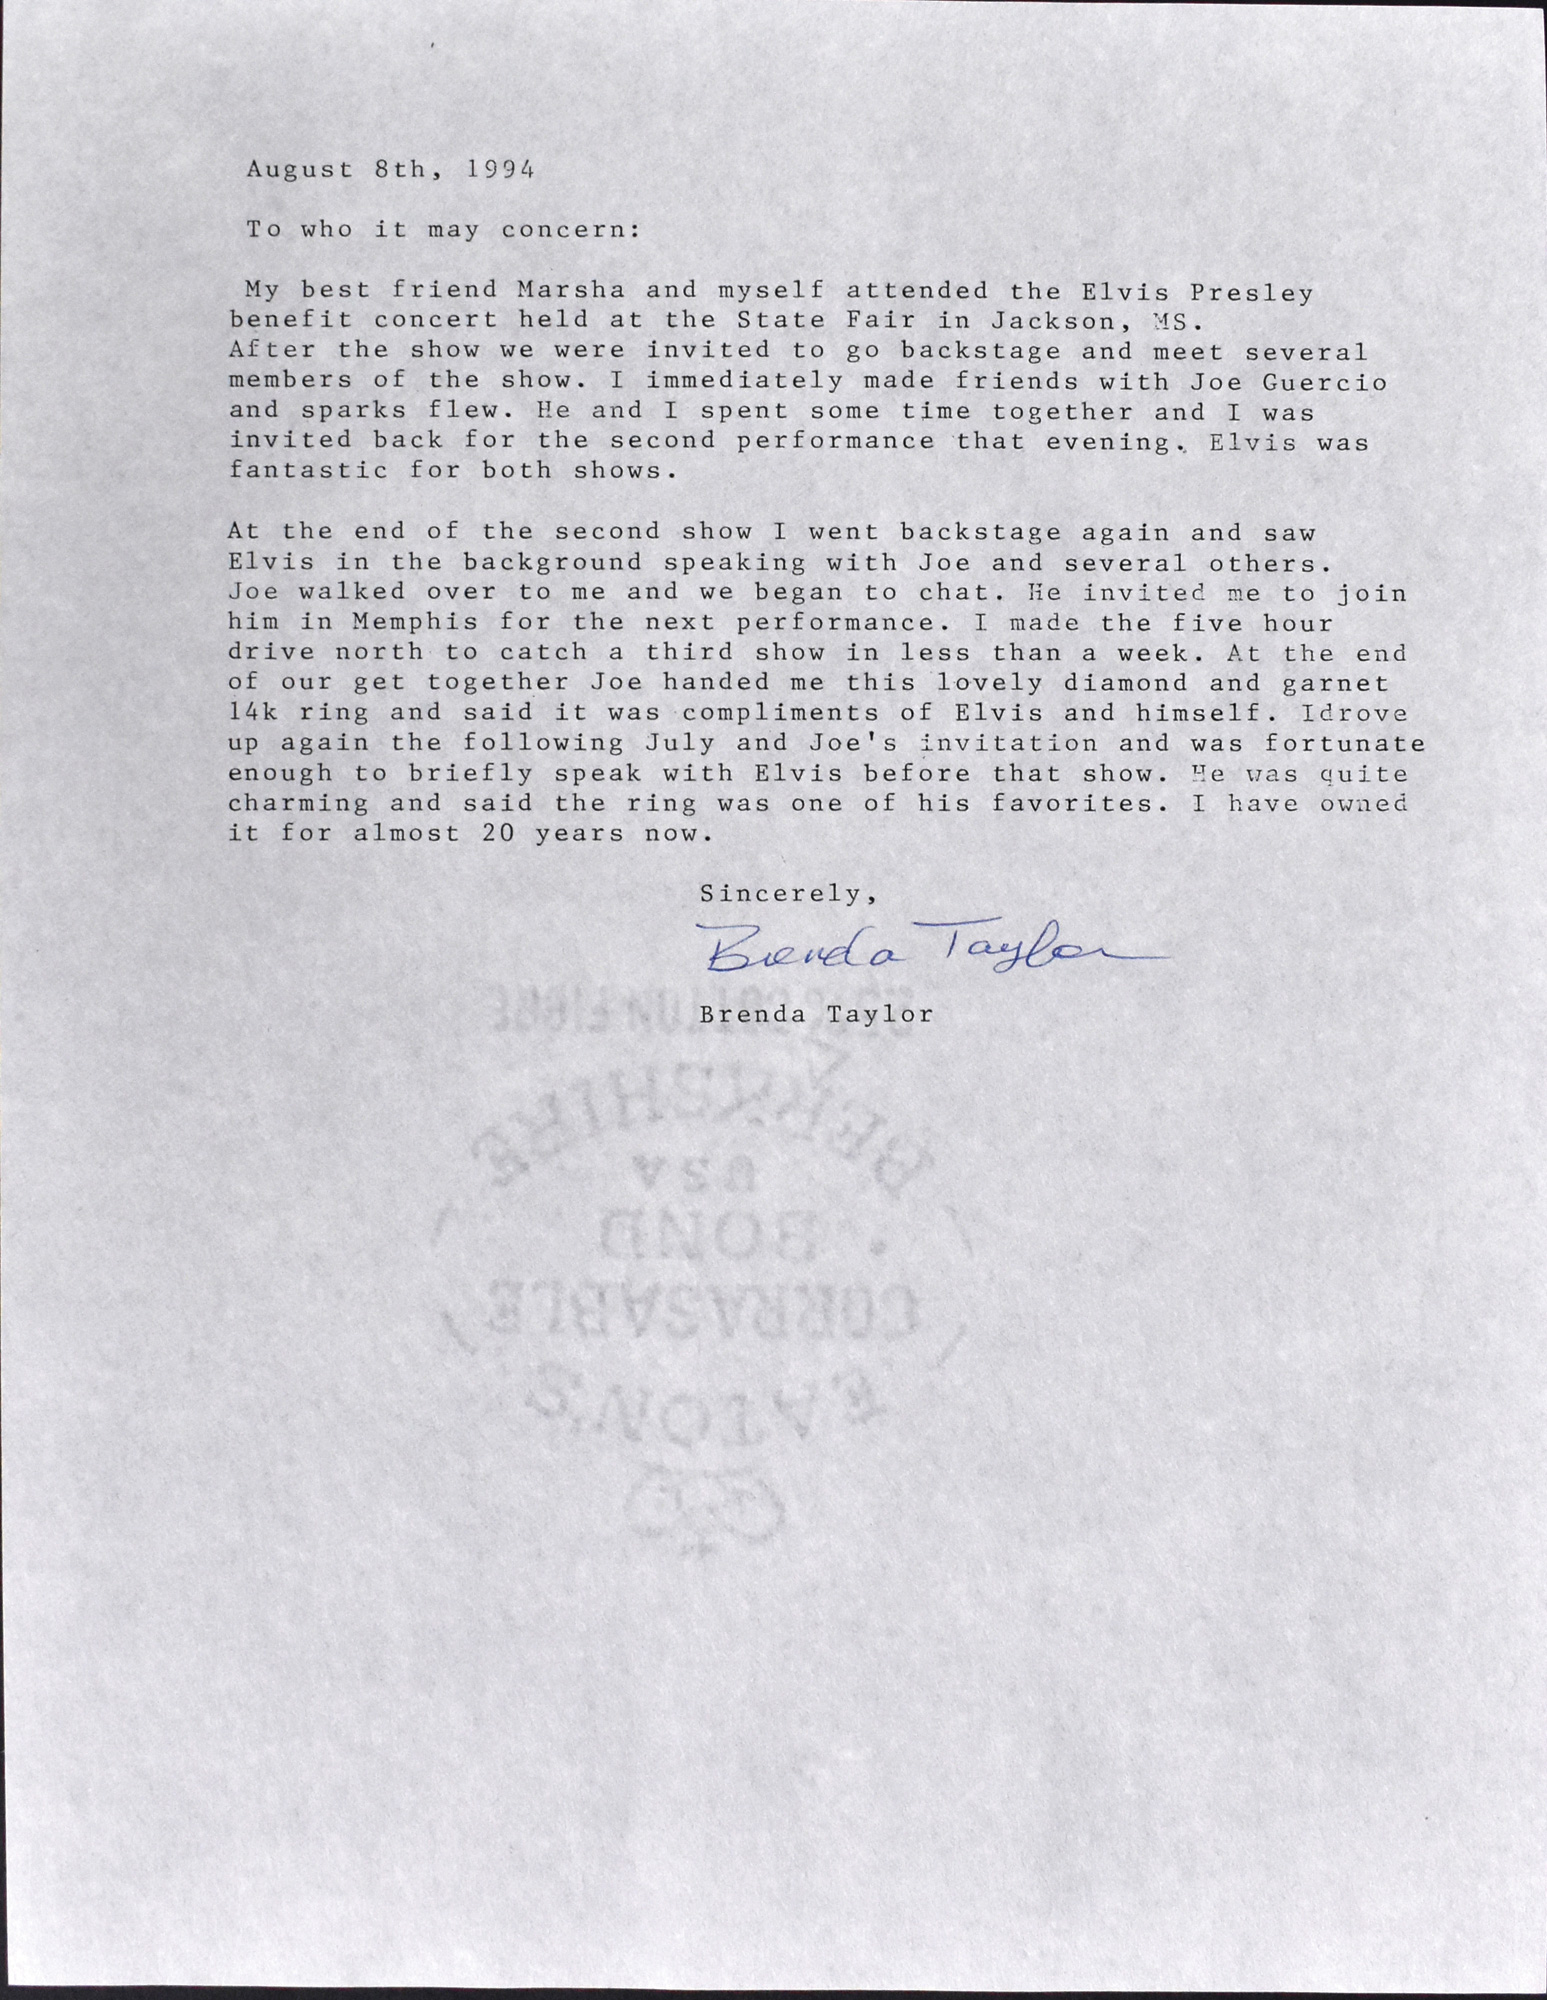 August 8th, 1994
To who it may concern:
My best friend Marsha and myself attended the Elvis Presley
benefit concert held at the State Fair in Jackson, MS.
After the show we were invited to go backstage and meet several
members of the show. I immediately made friends with Joe Guercio
and sparks flew. He and I spent some time together and I was
invited back for the second performance that evening. Elvis was
fantastic for both shows.
At the end of the second show I went backstage again and saw
Elvis in the background speaking with Joe and several others.
Joe walked over to me and we began to chat. He invited me to join
him in Memphis for the next performance. I made the five hour
drive north to catch a third show in less than a week. At the end
of our get together Joe handed me this lovely diamond and garnet
14k ring and said it was compliments of Elvis and himself. Idrove
up again the following July and Joe's invitation and was fortunate
enough to briefly speak with Elvis before that show. He was quite
charming and said the ring was one of his favorites. I have owned
it for almost 20 years now.
Sincerely,
Brenda Taylor
Brenda Taylor
COTTON FIBRE
BERKSHIRE
USA
BOND
CORRASABLE
EATON'S